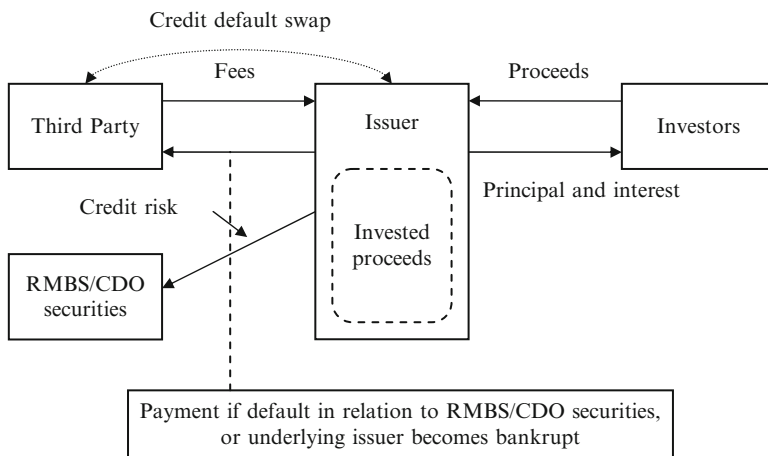 Credit default swap
Fees
Proceeds
Third Party
Issuer
Investors
Principal and interest
Credit risk
Invested
proceeds
RMBS/CDO
securities
Payment if default in relation to RMBS/CDO securities,
or underlying issuer becomes bankrupt